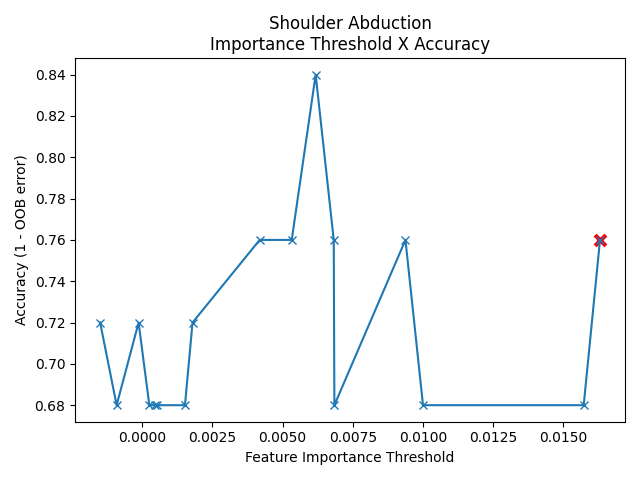 Shoulder Abduction
Importance Threshold X Accuracy
Accuracy (1 - OOB error)
0.84
0.82
0.80
0.78
0.76
0.74
0.72
0.70
0.68
0.0000 0.0025 0.0050 0.0075 0.0100 0.0125 0.0150
Feature Importance Threshold